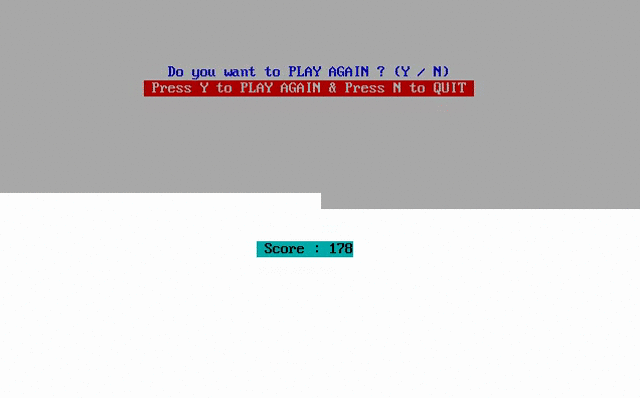 Do you want to PLAY AGAIN ? (Y / N)
Press Y to PLAY AGAIN & Press N to QUIT
Score : 178